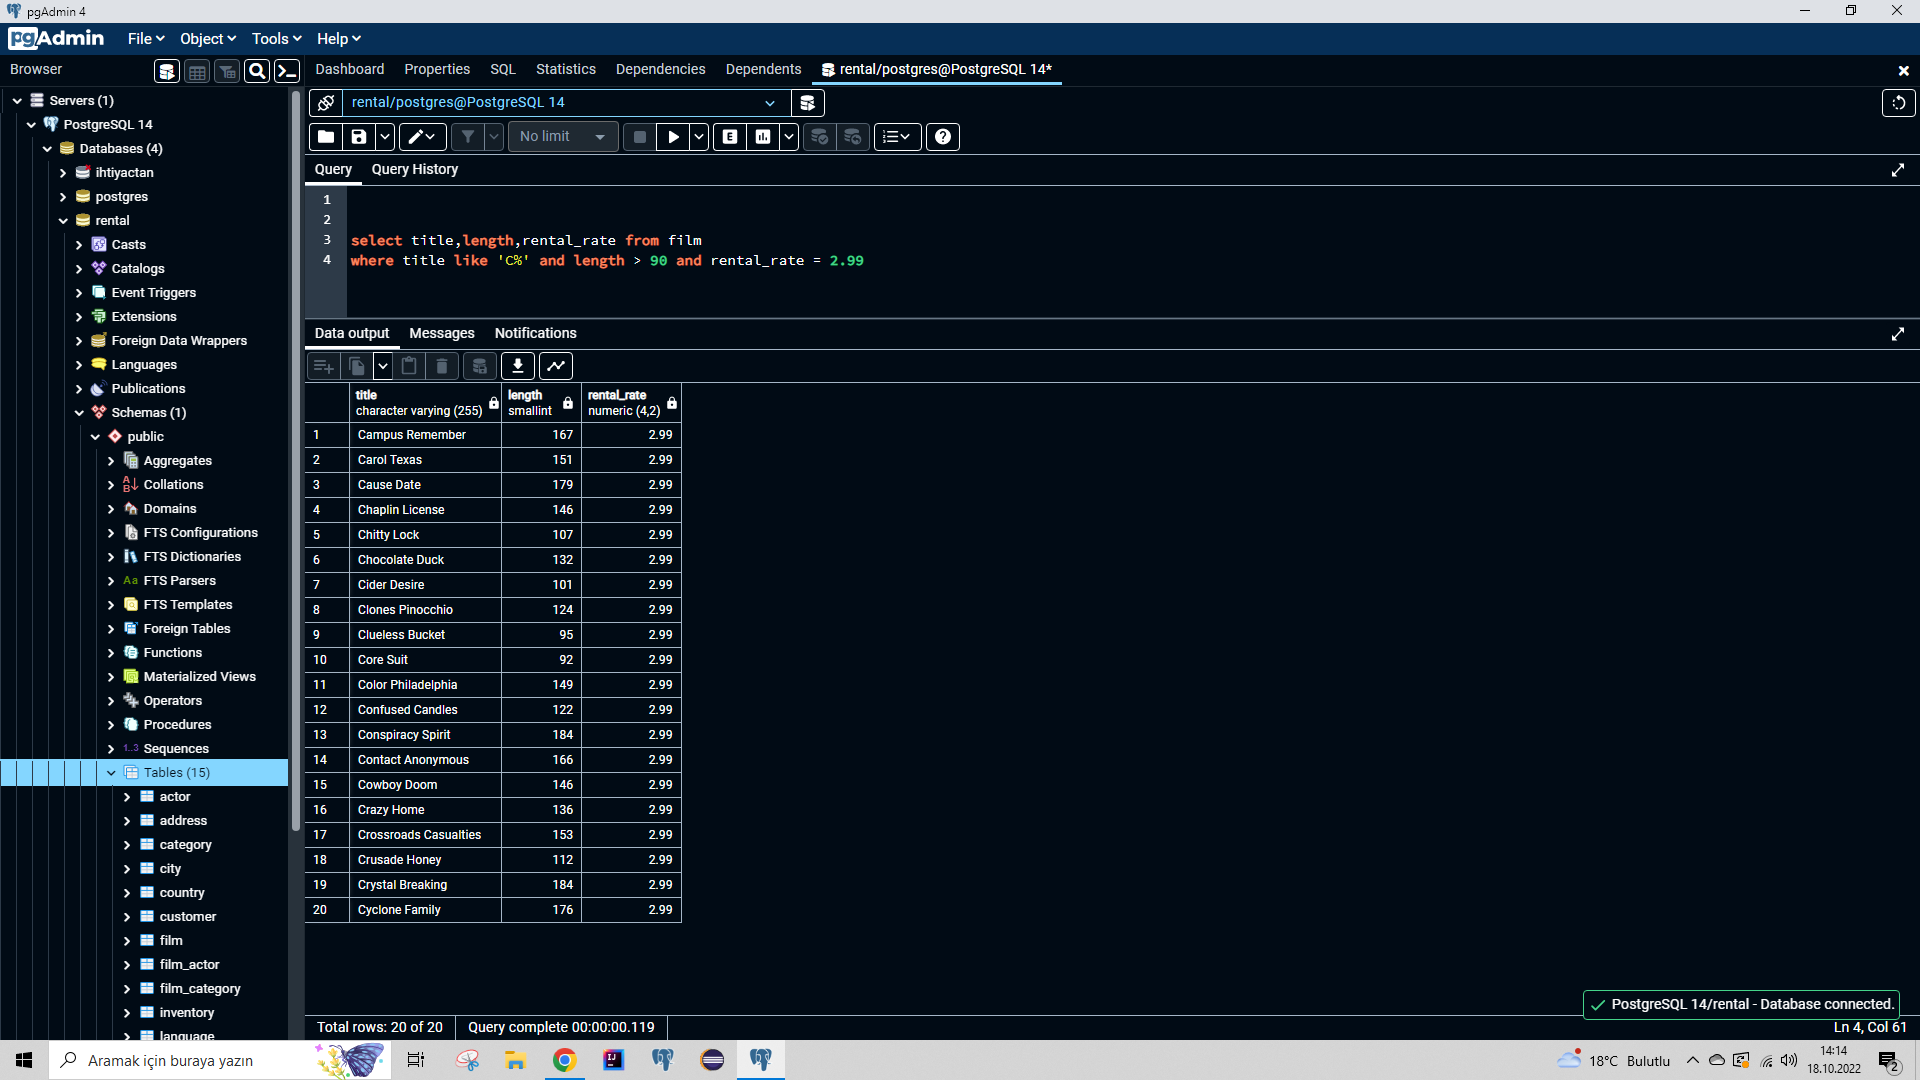 pgAdmin 4
pgAdmin File Object Tools Help
Browser
Dashboard Properties SQL Statistics Dependencies Dependents rental/postgres@PostgreSQL 14*
rental/postgres@PostgreSQL 14
No limit
E
Query Query History
1
2
3 select title,length,rental_rate from film
4 where title like 'C%' and length > 90 and rental_rate = 2.99
Data output Messages Notifications
title character varying (255) length smallint rental_rate numeric (4,2)
1 Campus Remember 167 2.99
2 Carol Texas 151 2.99
3 Cause Date 179 2.99
4 Chaplin License 146 2.99
5 Chitty Lock 107 2.99
6 Chocolate Duck 132 2.99
7 Cider Desire 101 2.99
8 Clones Pinocchio 124 2.99
9 Clueless Bucket 95 2.99
10 Core Suit 92 2.99
11 Color Philadelphia 149 2.99
12 Confused Candles 122 2.99
13 Conspiracy Spirit 184 2.99
14 Contact Anonymous 166 2.99
15 Cowboy Doom 146 2.99
16 Crazy Home 136 2.99
17 Crossroads Casualties 153 2.99
18 Crusade Honey 112 2.99
19 Crystal Breaking 184 2.99
20 Cyclone Family 176 2.99
Servers (1)
PostgreSQL 14
Databases (4)
ihtiyactan
postgres
rental
Casts
Catalogs
Event Triggers
Extensions
Foreign Data Wrappers
Languages
Publications
Schemas (1)
public
Aggregates
Collations
Domains
FTS Configurations
FTS Dictionaries
Aa FTS Parsers
FTS Templates
Foreign Tables
Functions
Materialized Views
Operators
Procedures
1..3 Sequences
Tables (15)
actor
address
category
city
country
customer
film
film_actor
film_category
inventory
language
PostgreSQL 14/rental - Database connected.
Total rows: 20 of 20 Query complete 00:00:00.119
Ln 4, Col 61
Aramak için buraya yazın
18°C Bulutlu
14:14
18.10.2022
2